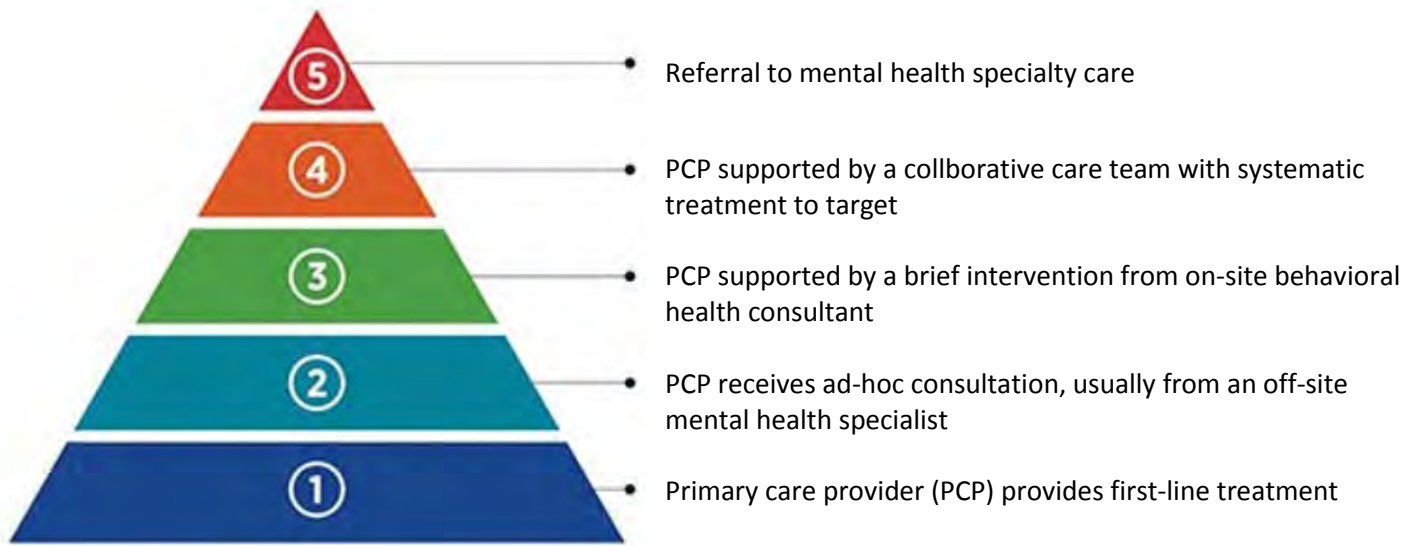 5
Referral to mental health specialty care
4
PCP supported by a collborative care team with systematic
treatment to target
3
PCP supported by a brief intervention from on-site behavioral
health consultant
2
PCP receives ad-hoc consultation, usually from an off-site
mental health specialist
1
Primary care provider (PCP) provides first-line treatment